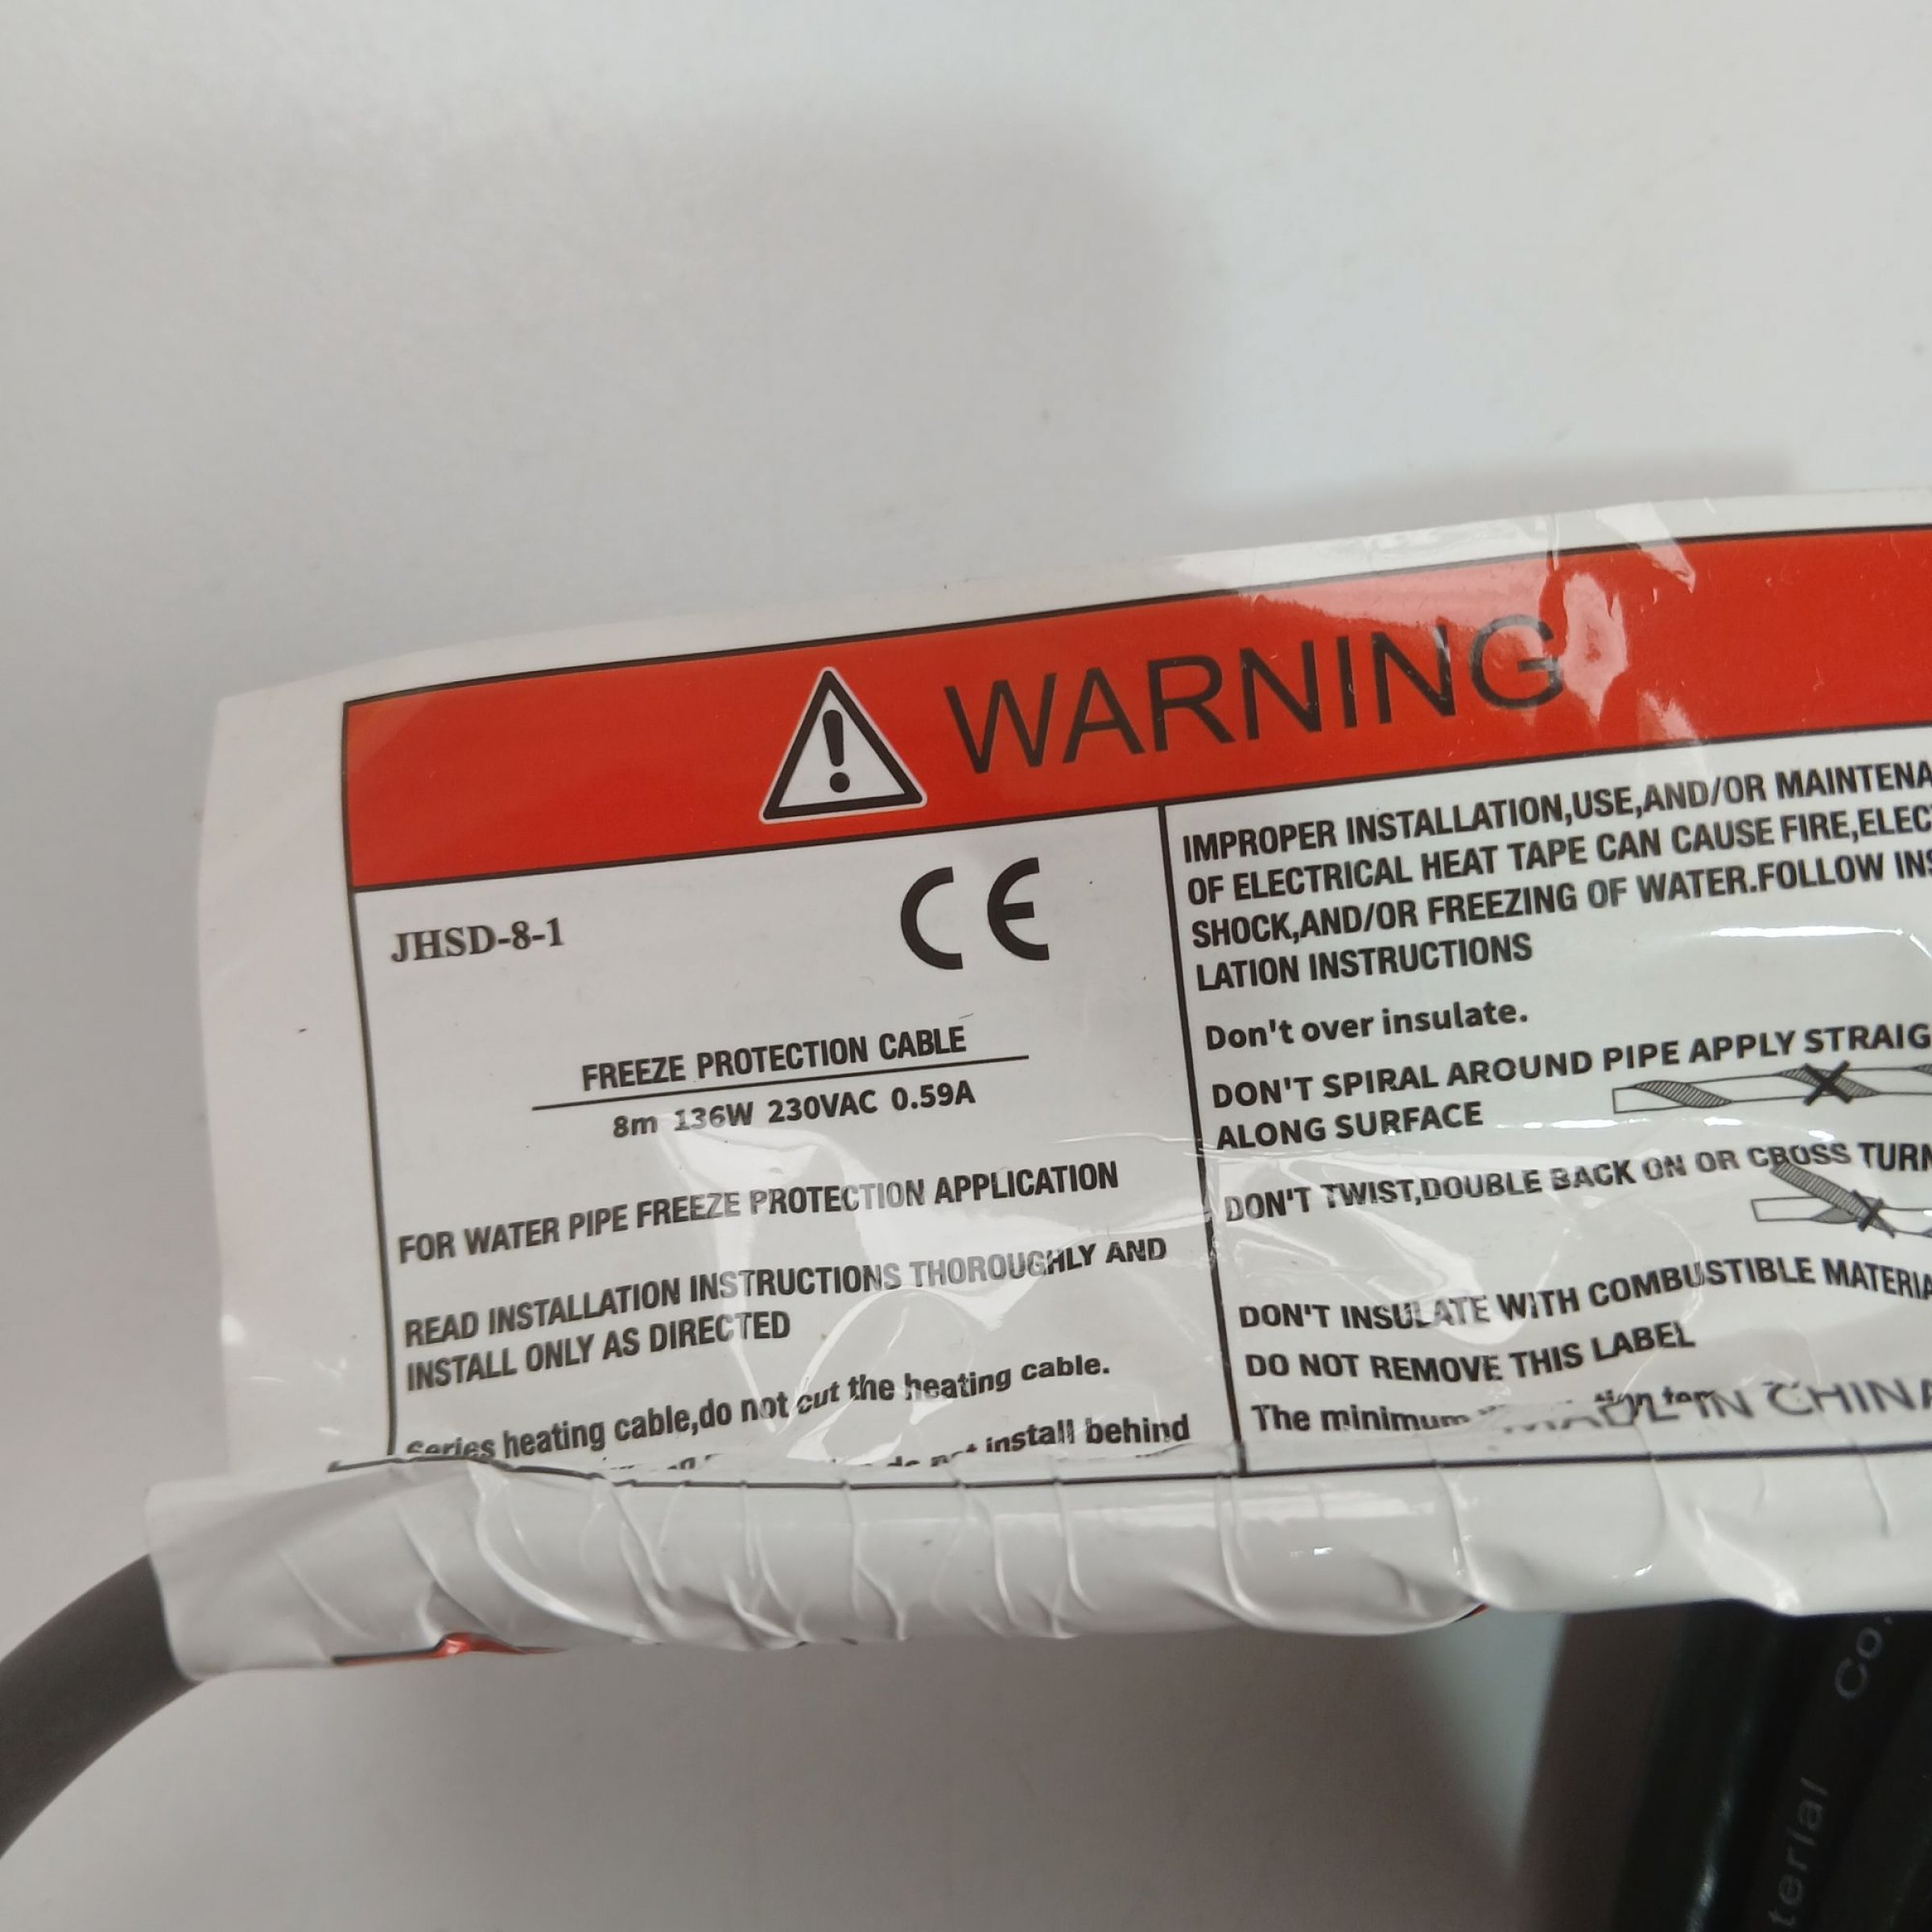 WARNING
JHSD-8-1
CE
FREEZE PROTECTION CABLE
8m 136W 230VAC 0.59A
FOR WATER PIPE FREEZE PROTECTION APPLICATION
READ INSTALLATION INSTRUCTIONS THOROUGHLY AND
INSTALL ONLY AS DIRECTED
Series heating cable,do not cut the heating cable.
install behind
IMPROPER INSTALLATION,USE,AND/OR MAINTENA
OF ELECTRICAL HEAT TAPE CAN CAUSE FIRE,ELEC
SHOCK,AND/OR FREEZING OF WATER.FOLLOW INS
LATION INSTRUCTIONS
Don't over insulate.
DON'T SPIRAL AROUND PIPE APPLY STRAIG
ALONG SURFACE
DON'T TWIST,DOUBLE BACK ON OR CROSS TURN
DON'T INSULATE WITH COMBUSTIBLE MATERIA
DO NOT REMOVE THIS LABEL
The minimum
IN CHINA
terial Co.